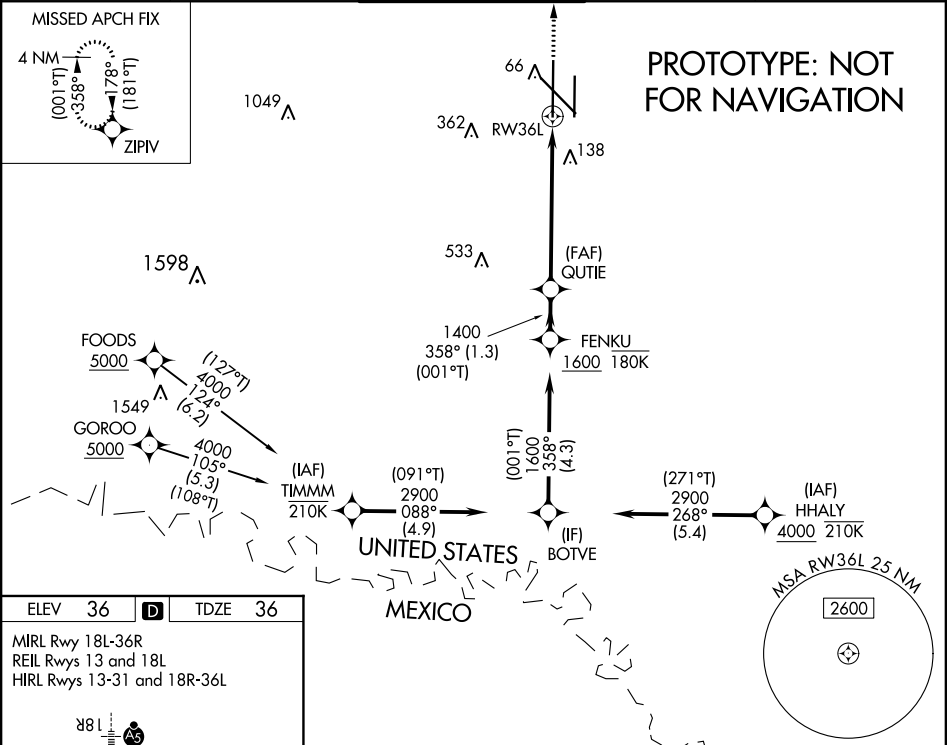 MISSED APCH FIX
4 NM
(001°T)
358°
178°
(181°T)
ZIPIV
PROTOTYPE: NOT
FOR NAVIGATION
1049
66
362
RW36L
138
1598
533
(FAF)
QUTIE
1400
358° (1.3)
(001°T)
FENKU
1600 180K
FOODS
5000
(127°T)
4000
124°
(6.2)
1549
GOROO
5000
4000
105°
(5.3)
(108°T)
(IAF)
TIMMM
210K
(091°T)
2900
088°
(4.9)
(001°T)
1600
358°
(4.3)
(IF)
BOTVE
(271°T)
2900
268°
(5.4)
(IAF)
HHALY
4000 210K
UNITED STATES
MEXICO
MSA RW36L 25 NM
2600
ELEV 36 D TDZE 36
MIRL Rwy 18L-36R
REIL Rwys 13 and 18L
HIRL Rwys 13-31 and 18R-36L
18R
A5